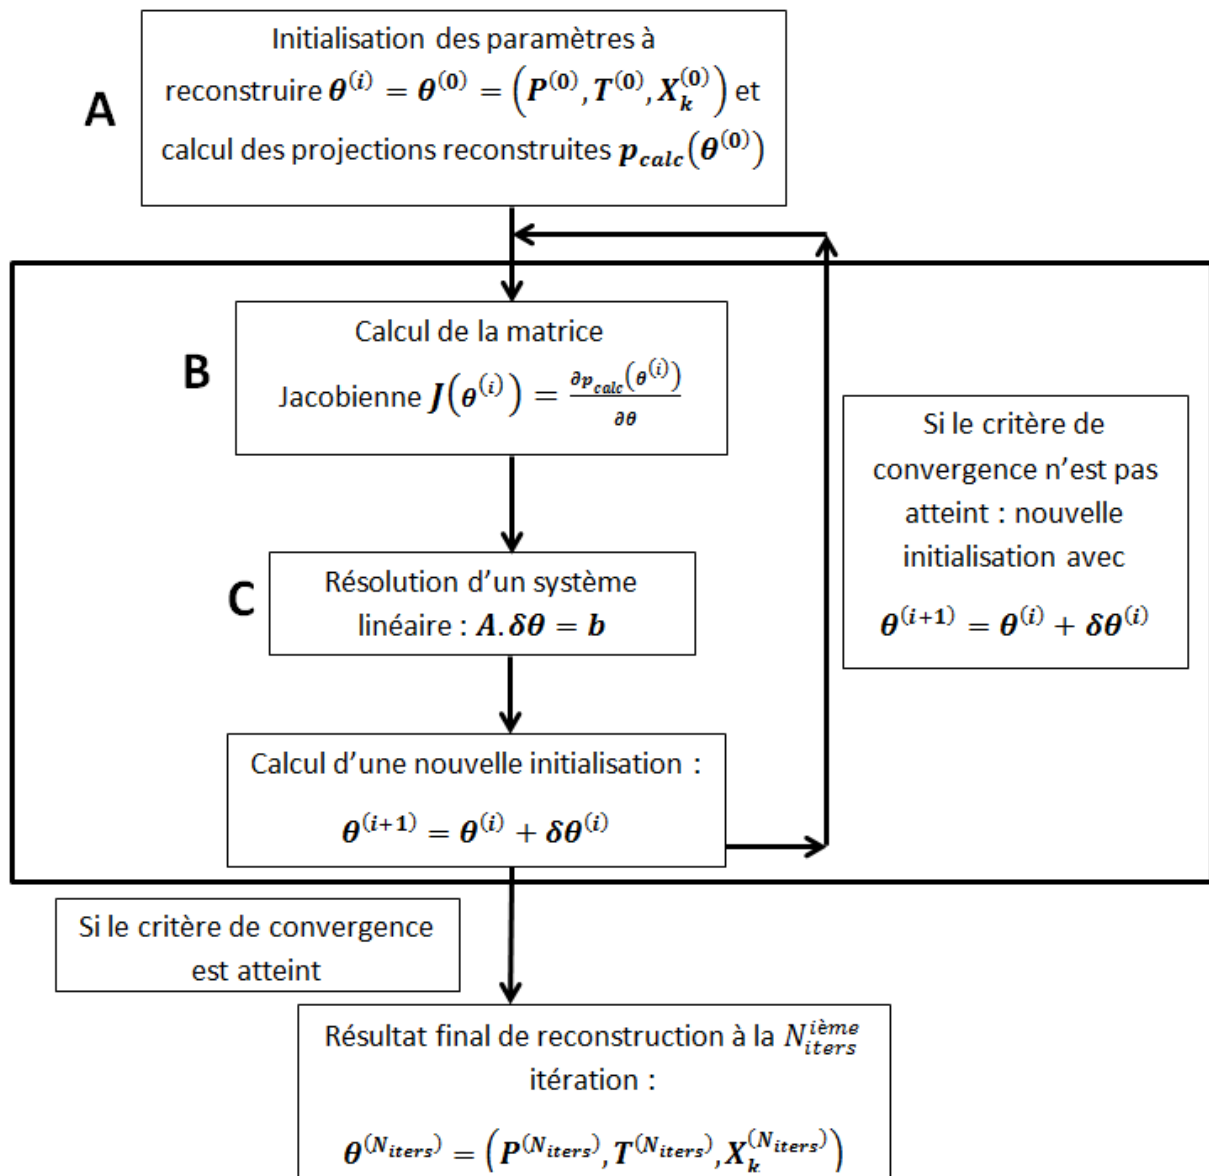 A
Initialisation des paramètres à
reconstruire θ^(i) = θ^(0) = (P^(0), T^(0), X_k^(0)) et
calcul des projections reconstruites p_calc(θ^(0))
B
Calcul de la matrice
Jacobienne J(θ^(i)) = ∂p_calc(θ^(i)) / ∂θ
C
Résolution d’un système
linéaire : A.δθ = b
Calcul d’une nouvelle initialisation :
θ^(i+1) = θ^(i) + δθ^(i)
Si le critère de
convergence n’est pas
atteint : nouvelle
initialisation avec
θ^(i+1) = θ^(i) + δθ^(i)
Si le critère de convergence
est atteint
Résultat final de reconstruction à la N_iters^ième
itération :
θ^(N_iters) = (P^(N_iters), T^(N_iters), X_k^(N_iters))